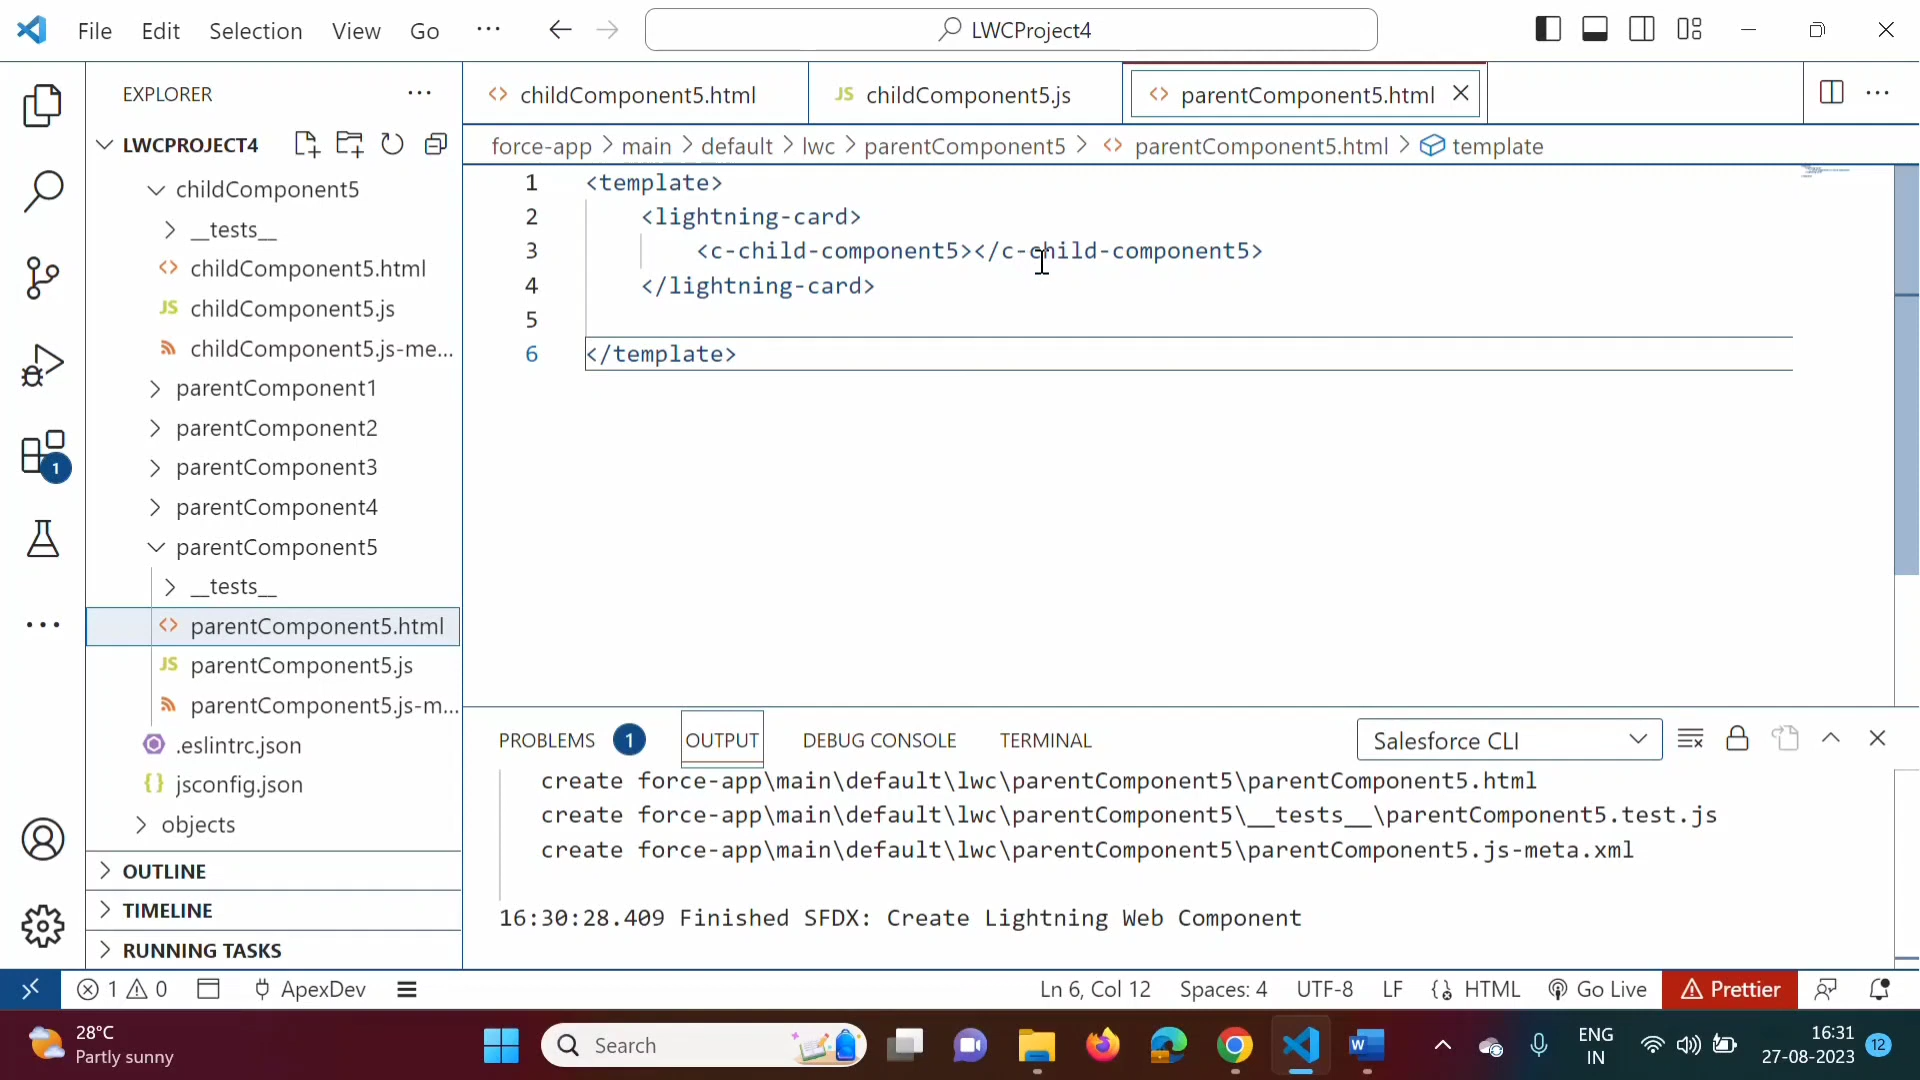 File Edit Selection View Go ··· LWCProject4
EXPLORER ···
childComponent5.html
JS childComponent5.js
parentComponent5.html
LWCPROJECT4
force-app > main > default > lwc > parentComponent5 > parentComponent5.html > template
childComponent5
__tests__
childComponent5.html
JS childComponent5.js
childComponent5.js-me...
parentComponent1
parentComponent2
parentComponent3
parentComponent4
parentComponent5
__tests__
parentComponent5.html
JS parentComponent5.js
parentComponent5.js-m...
.eslintrc.json
{} jsconfig.json
objects
OUTLINE
TIMELINE
RUNNING TASKS
1
1 <template>
2 <lightning-card>
3 <c-child-component5></c-child-component5>
4 </lightning-card>
5
6 </template>
PROBLEMS 1 OUTPUT DEBUG CONSOLE TERMINAL Salesforce CLI
create force-app\main\default\lwc\parentComponent5\parentComponent5.html
create force-app\main\default\lwc\parentComponent5\__tests__\parentComponent5.test.js
create force-app\main\default\lwc\parentComponent5\parentComponent5.js-meta.xml
16:30:28.409 Finished SFDX: Create Lightning Web Component
1 0 ApexDev Ln 6, Col 12 Spaces: 4 UTF-8 LF HTML Go Live Prettier
28°C
Partly sunny
Search
ENG
IN
16:31
27-08-2023
12